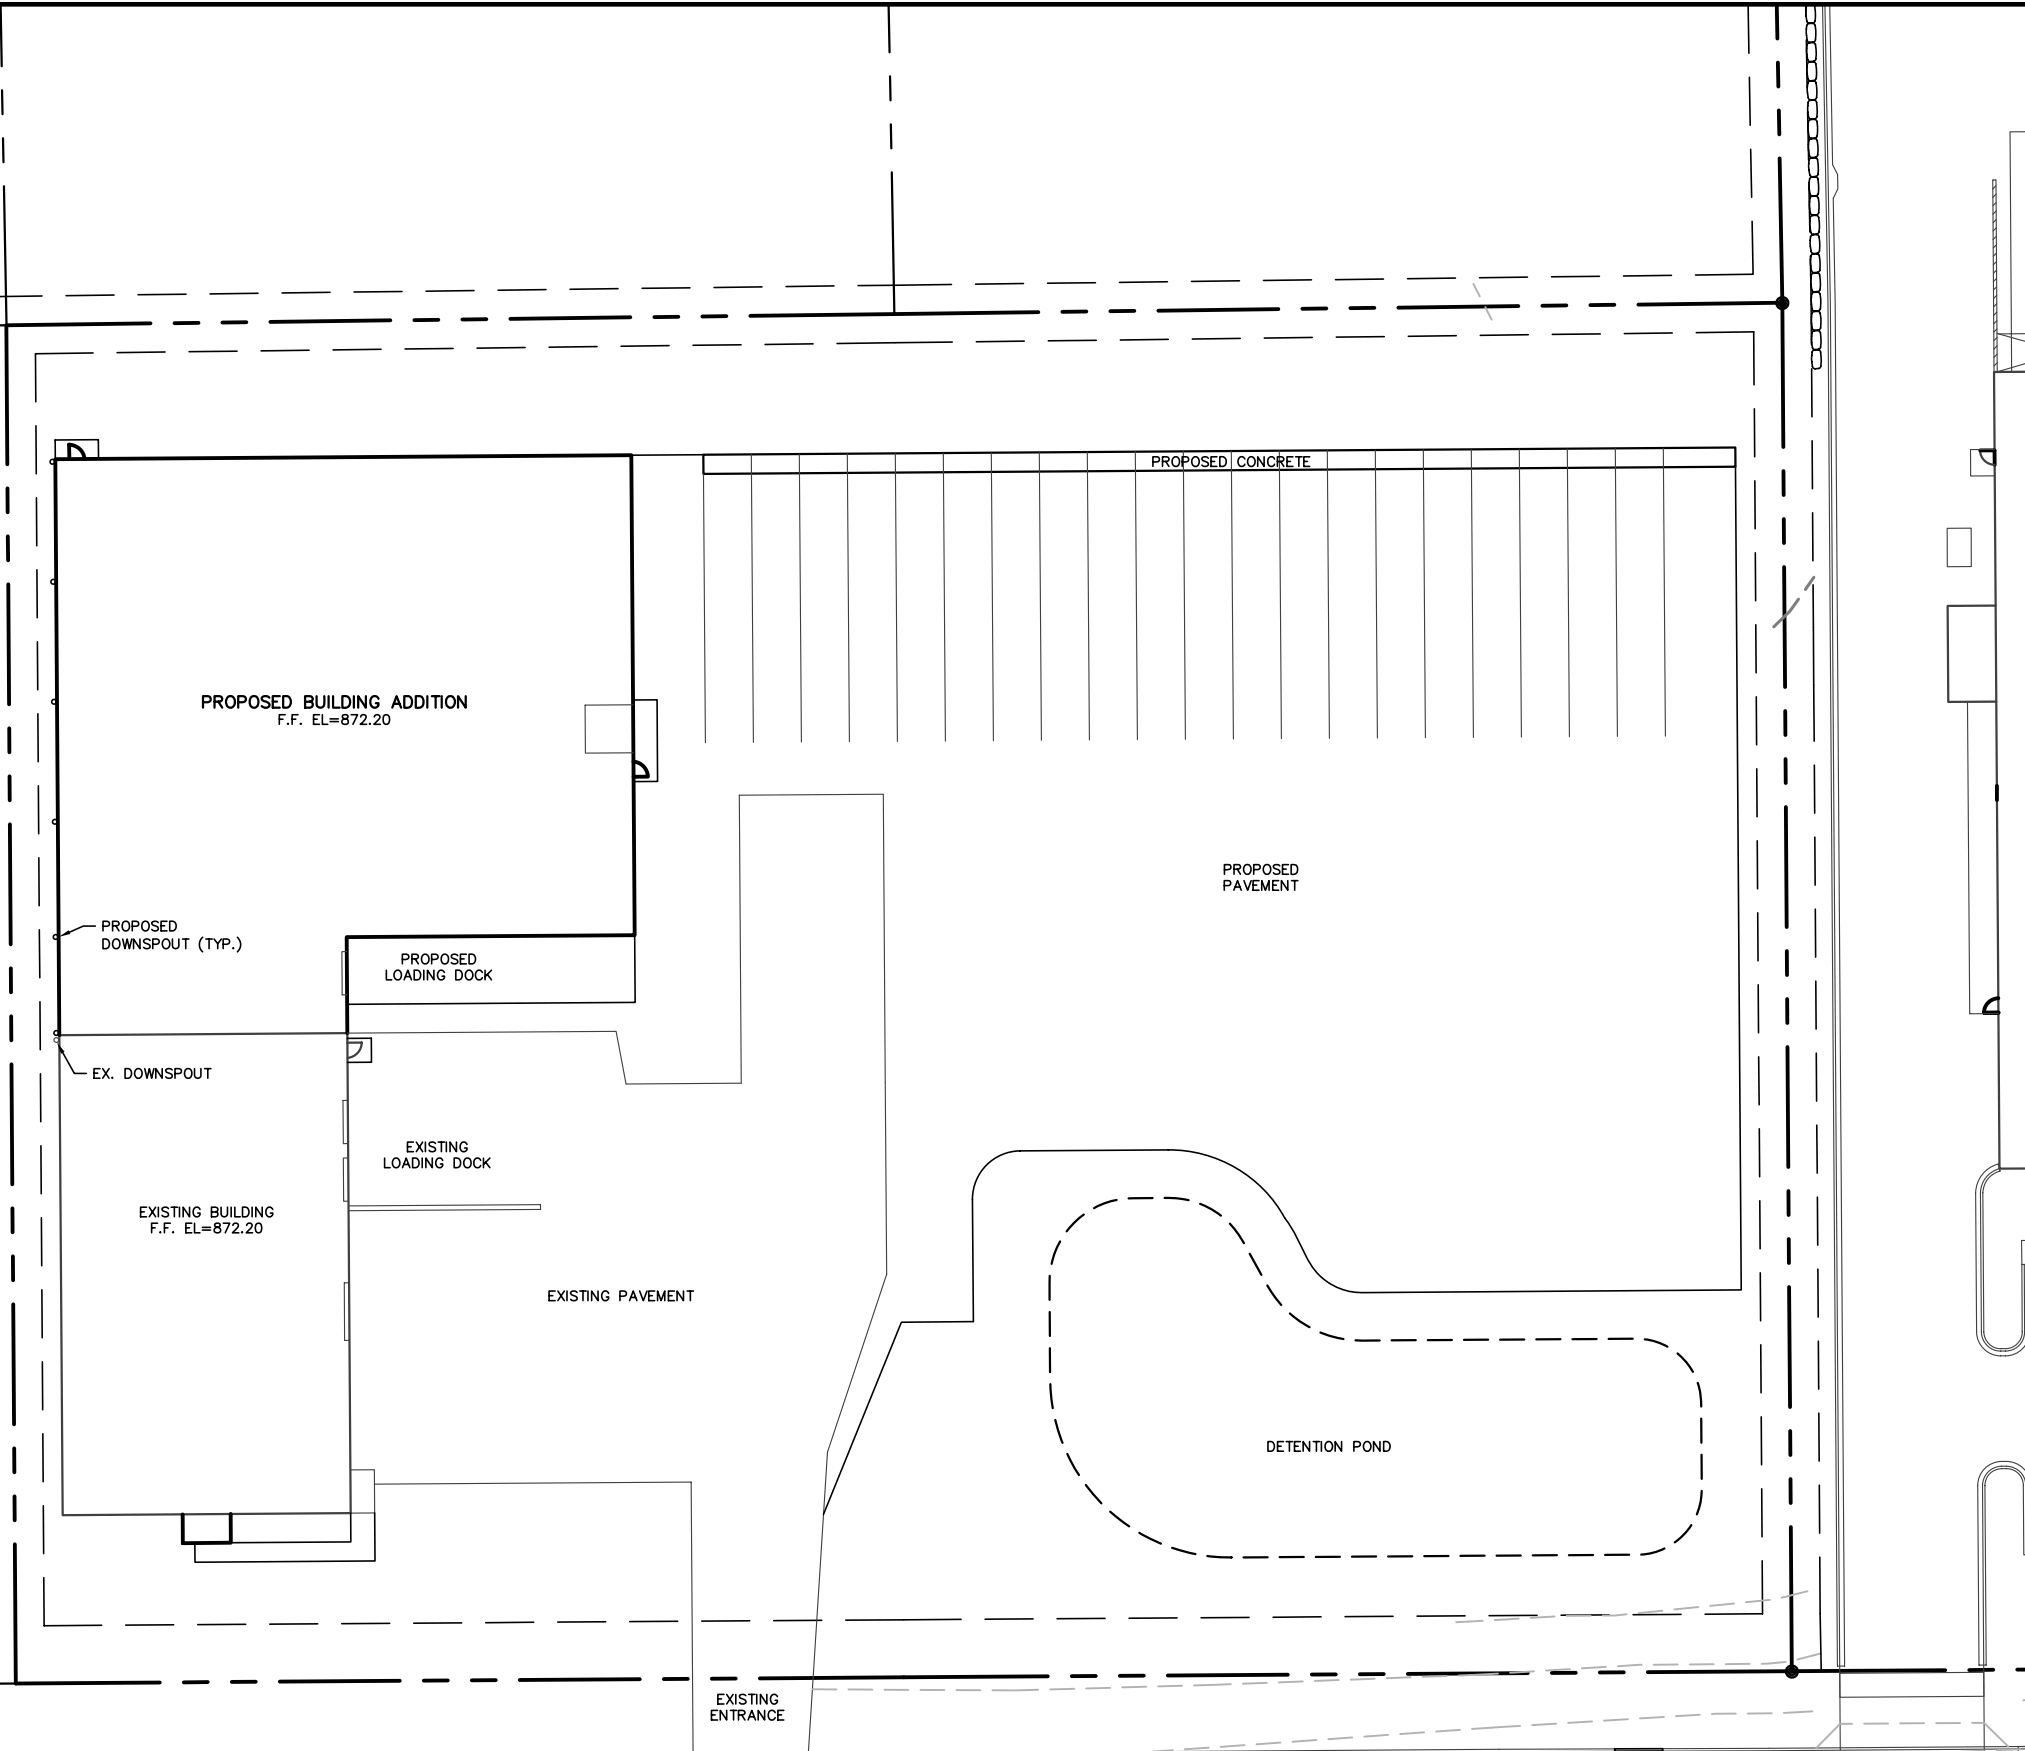 PROPOSED CONCRETE
PROPOSED BUILDING ADDITION
F.F. EL=872.20
PROPOSED
PAVEMENT
PROPOSED
DOWNSPOUT (TYP.)
PROPOSED
LOADING DOCK
EX. DOWNSPOUT
EXISTING
LOADING DOCK
EXISTING BUILDING
F.F. EL=872.20
EXISTING PAVEMENT
DETENTION POND
EXISTING
ENTRANCE